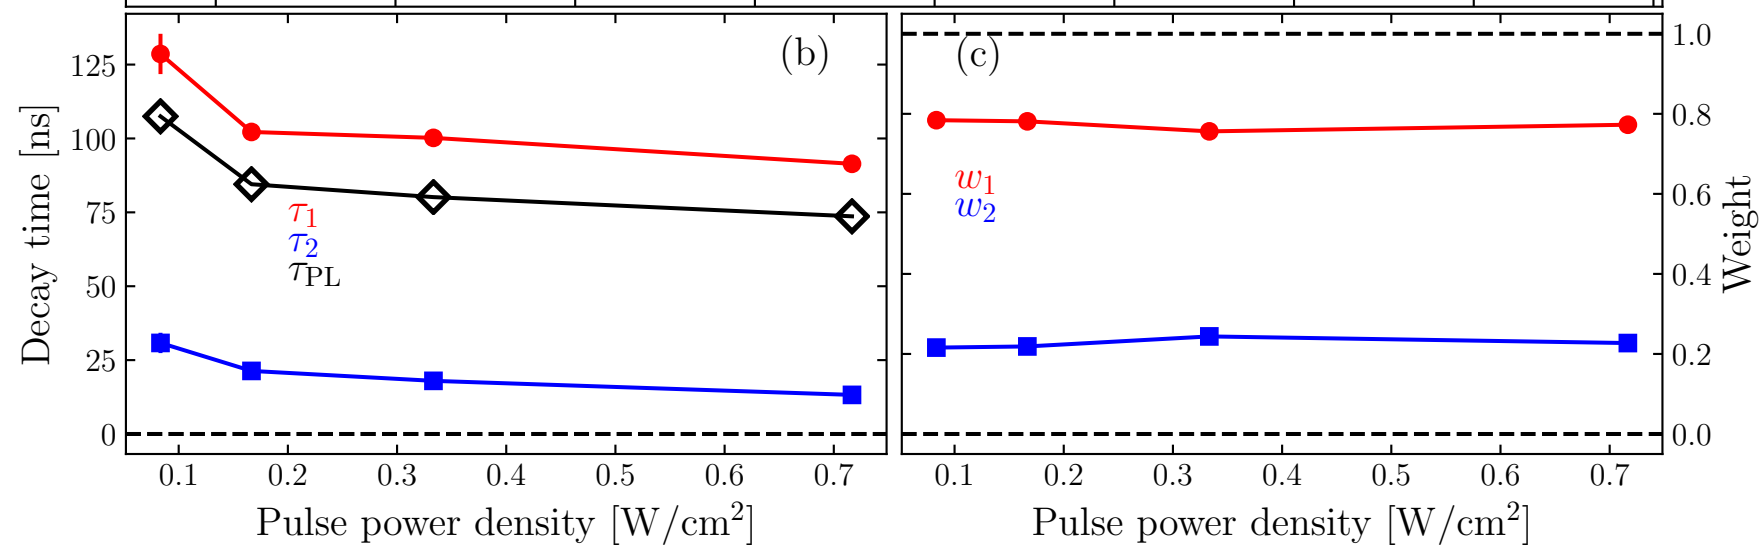 (b)
125
100
75
50
25
0
Decay time [ns]
τ₁
τ₂
τ_PL
0.1 0.2 0.3 0.4 0.5 0.6 0.7
Pulse power density [W/cm²]
(c)
w₁
w₂
1.0
0.8
0.6
0.4
0.2
0.0
Weight
0.1 0.2 0.3 0.4 0.5 0.6 0.7
Pulse power density [W/cm²]